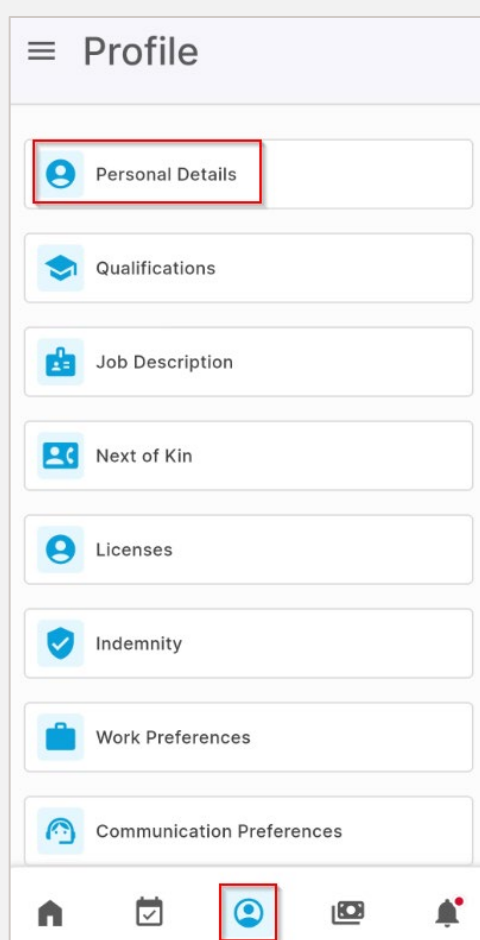 Profile
Personal Details
Qualifications
Job Description
Next of Kin
Licenses
Indemnity
Work Preferences
Communication Preferences